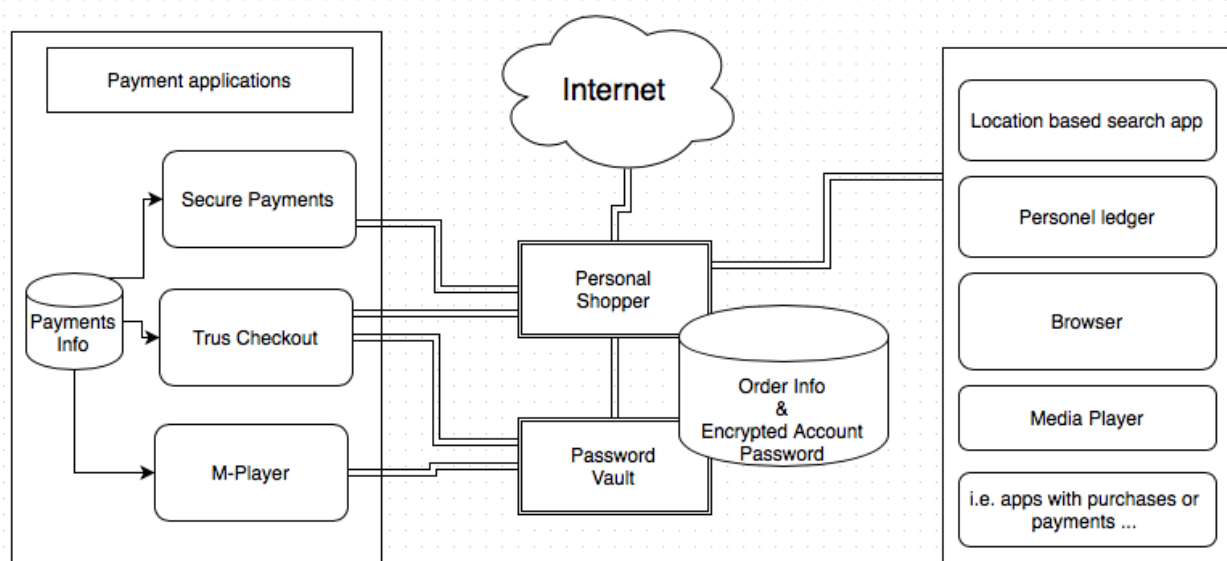 Payment applications
Secure Payments
Payments
Info
Trus Checkout
M-Player
Internet
Personal
Shopper
Order Info
&
Encrypted Account
Password
Password
Vault
Location based search app
Personel ledger
Browser
Media Player
i.e. apps with purchases or
payments ...